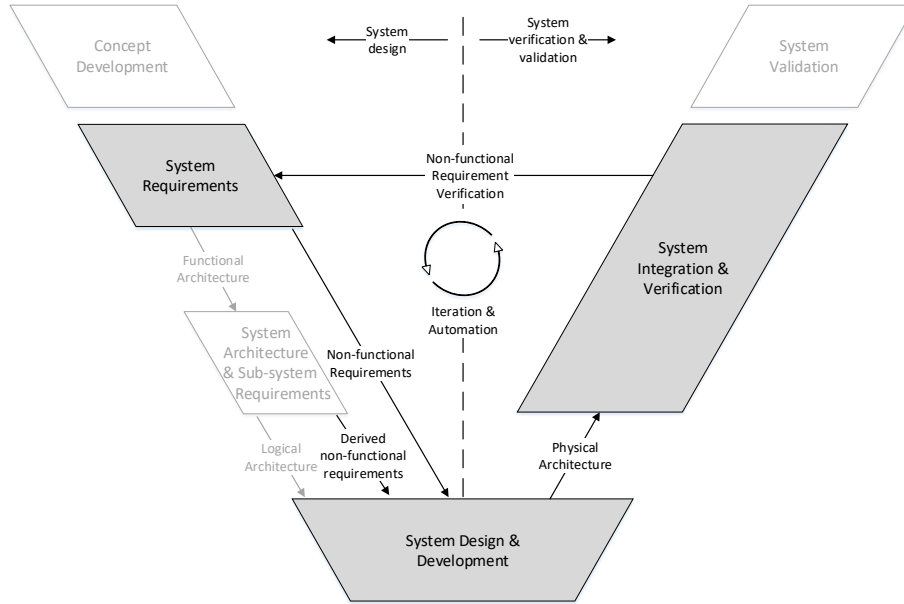 Concept
Development
System
design
System
verification &
validation
System
Validation
System
Requirements
Non-functional
Requirement
Verification
System
Integration &
Verification
Functional
Architecture
Iteration &
Automation
System
Architecture
& Sub-system
Requirements
Non-functional
Requirements
Logical
Architecture
Derived
non-functional
requirements
Physical
Architecture
System Design &
Development